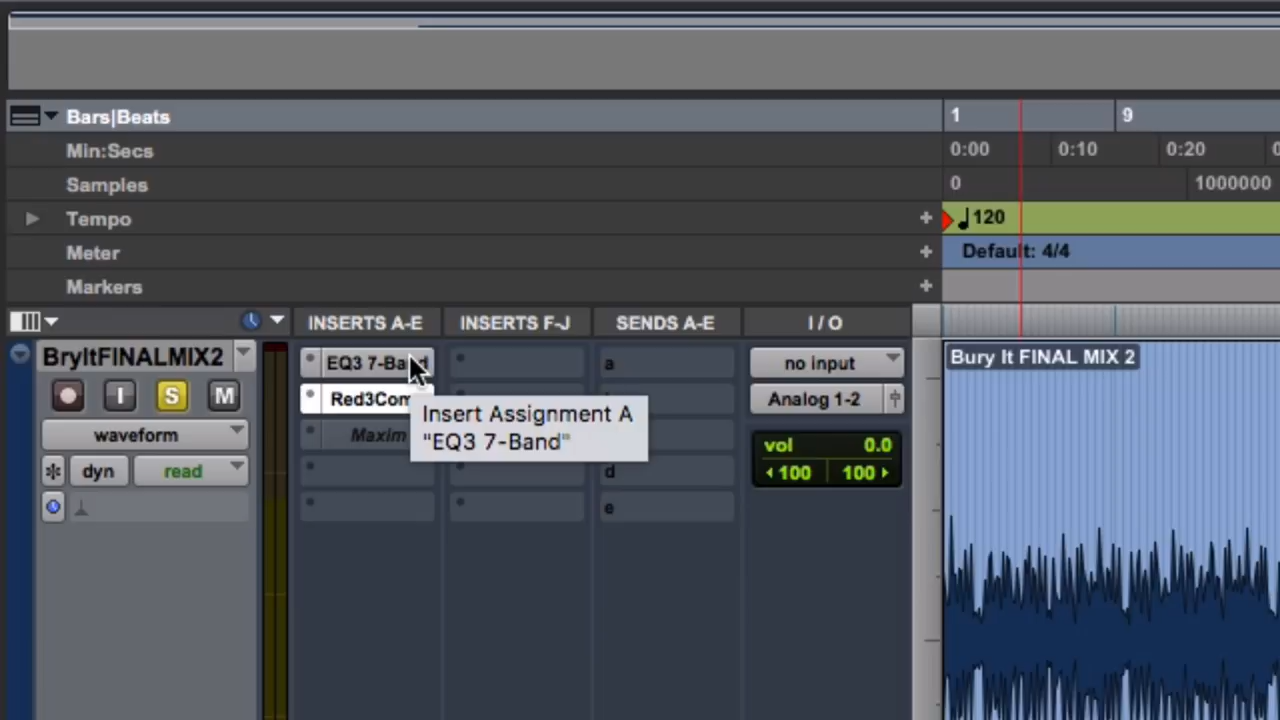 Bars|Beats 1 9
Min:Secs 0:00 0:10 0:20
Samples 0 1000000
Tempo + 120
Meter + Default: 4/4
Markers +
INSERTS A-E INSERTS F-J SENDS A-E I / O
BryItFINALMIX2 EQ3 7-Band a no input Bury It FINAL MIX 2
I S M Red3Com Analog 1-2
Insert Assignment A
"EQ3 7-Band"
waveform Maxim vol 0.0
dyn read d 100 100
e